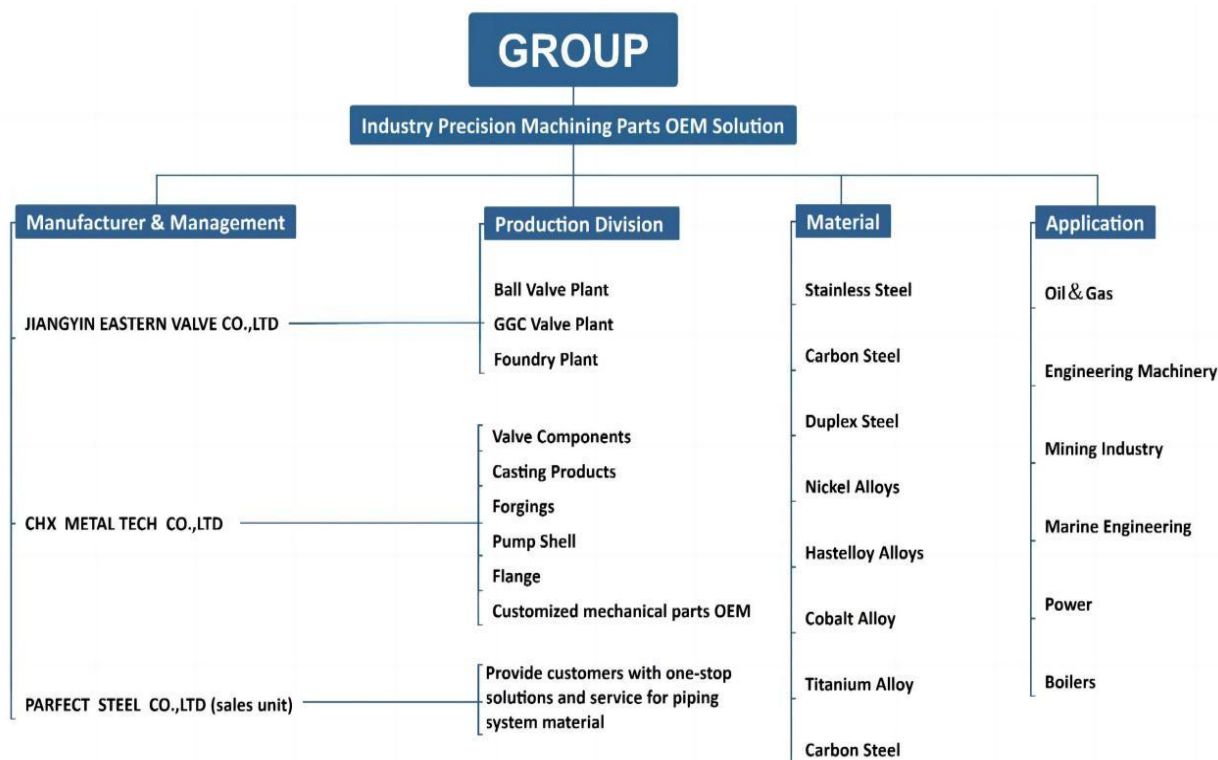 GROUP
Industry Precision Machining Parts OEM Solution
Manufacturer & Management
JIANGYIN EASTERN VALVE CO.,LTD
CHX METAL TECH CO.,LTD
PARFECT STEEL CO.,LTD (sales unit)
Production Division
Ball Valve Plant
GGC Valve Plant
Foundry Plant
Valve Components
Casting Products
Forgings
Pump Shell
Flange
Customized mechanical parts OEM
Provide customers with one-stop
solutions and service for piping
system material
Material
Stainless Steel
Carbon Steel
Duplex Steel
Nickel Alloys
Hastelloy Alloys
Cobalt Alloy
Titanium Alloy
Carbon Steel
Application
Oil&Gas
Engineering Machinery
Mining Industry
Marine Engineering
Power
Boilers